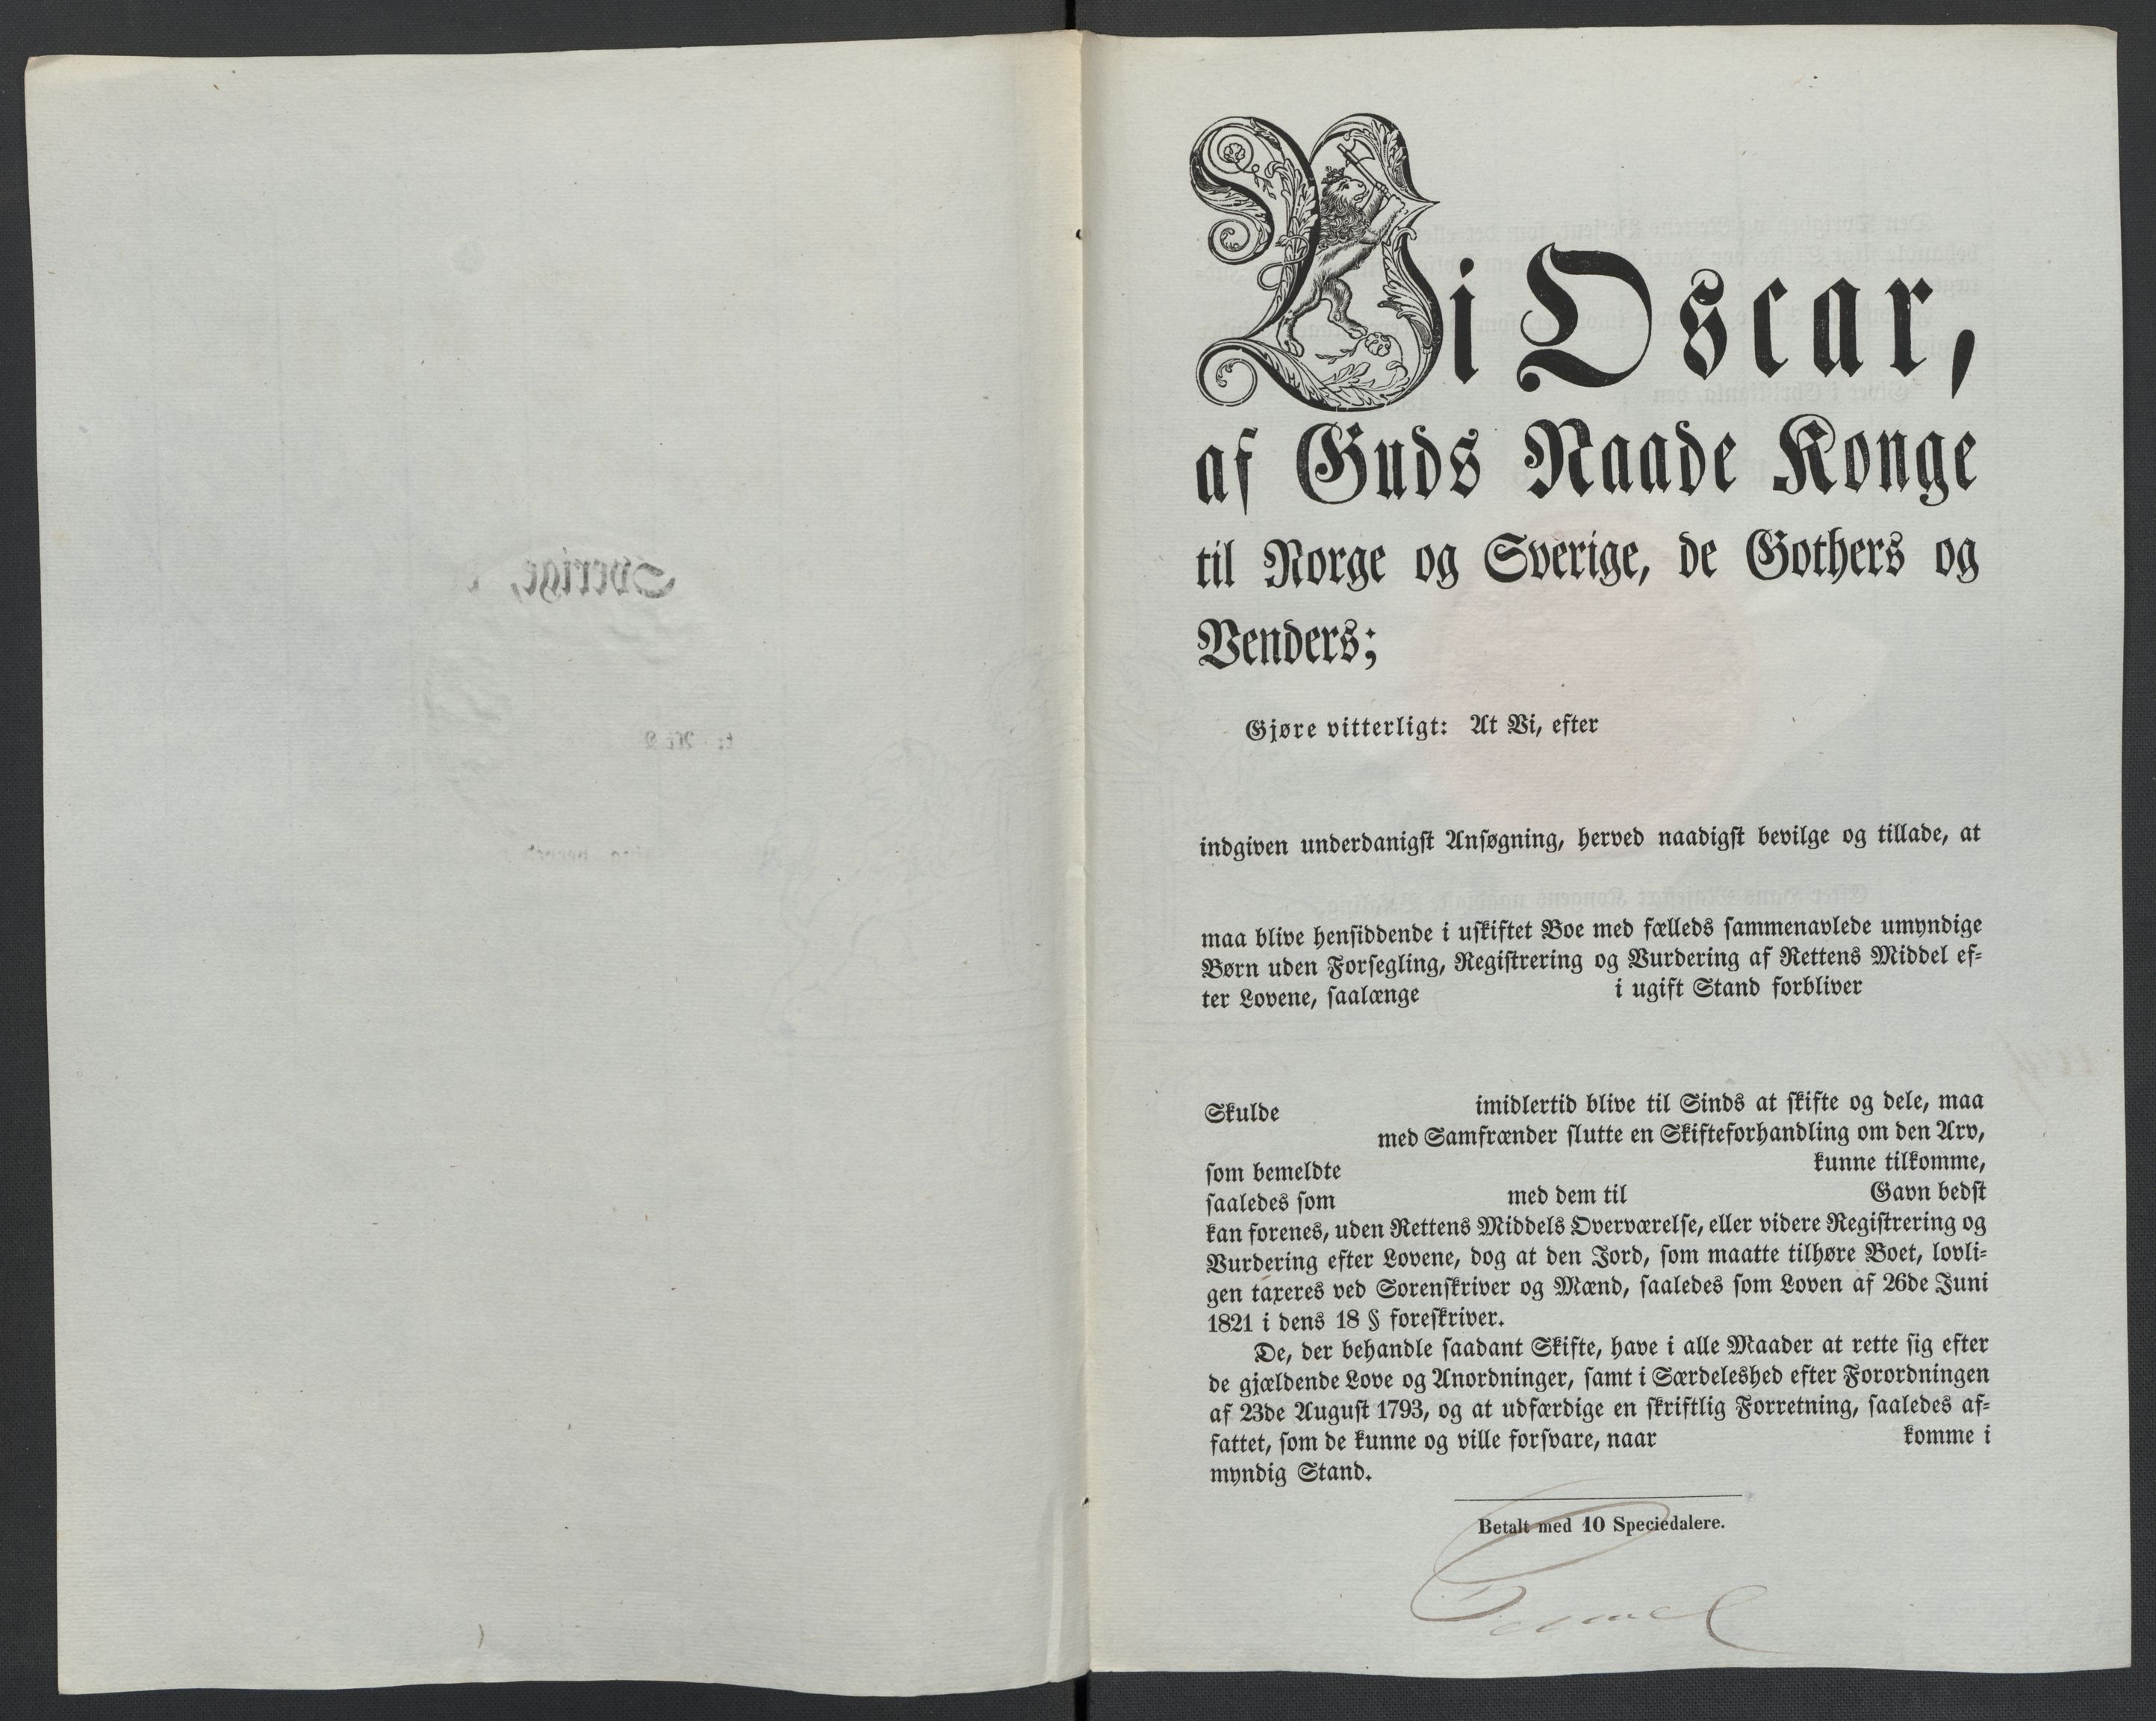 Vi Oscar,
af Guds Naade Konge
til Norge og Sverige, de Gothers og
Venders;
Gjøre vitterligt: At Vi, efter
indgiven underdanigst Ansøgning, herved naadigst bevilge og tillade, at
maa blive hensiddende i uskiftet Boe med fælleds sammenavlede umyndige
Børn uden Forsegling, Registrering og Vurdering af Rettens Middel ef-
ter Lovene, saalænge i ugift Stand forbliver
Skulde imidlertid blive til Sinds at skifte og dele, maa
med Samfrænder slutte en Skifteforhandling om den Arv,
som bemeldte kunne tilkomme,
saaledes som med dem til Gavn bedst
kan forenes, uden Rettens Middels Overværelse, eller videre Registrering og
Vurdering efter Lovene, dog at den Jord, som maatte tilhøre Boet, lovli-
gen taxeres ved Sorenskriver og Mænd, saaledes som Loven af 26de Juni
1821 i dens 18 § foreskriver.
De, der behandle saadant Skifte, have i alle Maader at rette sig efter
de gjældende Love og Anordninger, samt i Særdeleshed efter Forordningen
af 23de August 1793, og at udfærdige en skriftlig Forretning, saaledes af-
fattet, som de kunne og ville forsvare, naar komme i
myndig Stand.
Betalt med 10 Speciedalere.